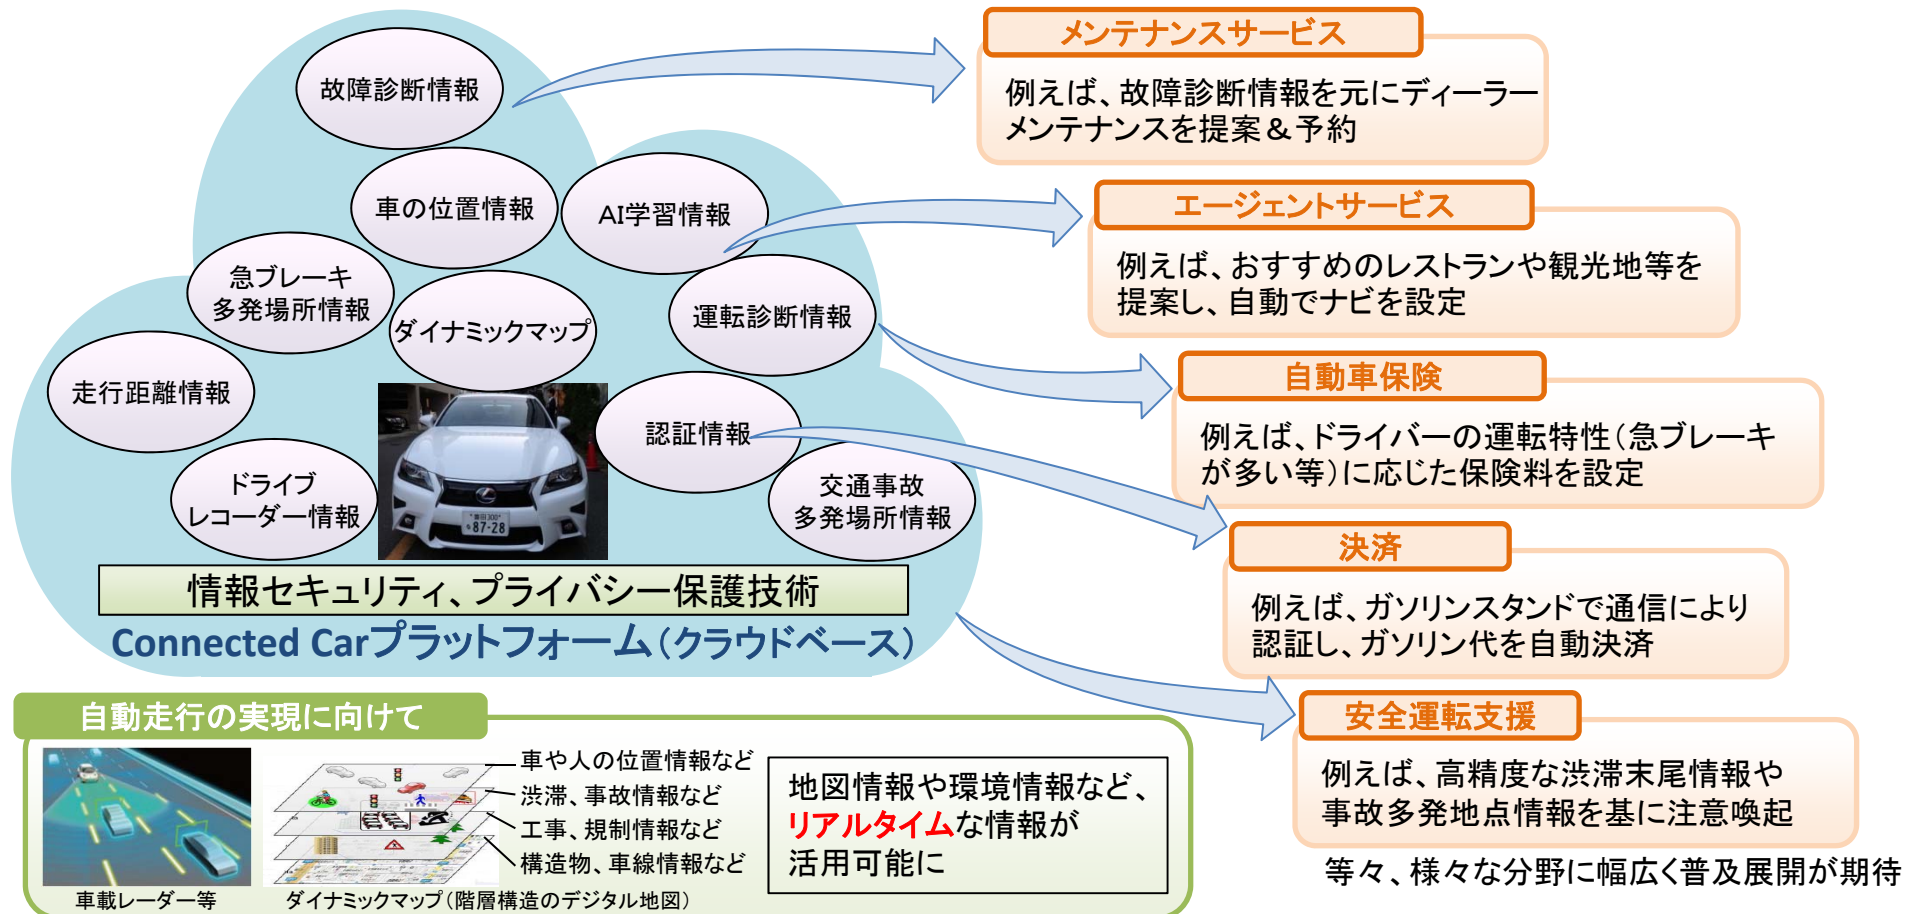 故障診断情報
車の位置情報
AI学習情報
急ブレーキ
多発場所情報
ダイナミックマップ
運転診断情報
走行距離情報
認証情報
ドライブ
レコーダー情報
交通事故
多発場所情報
豊田 300
87-28
情報セキュリティ、プライバシー保護技術
Connected Carプラットフォーム（クラウドベース）
メンテナンスサービス
例えば、故障診断情報を元にディーラー
メンテナンスを提案＆予約
エージェントサービス
例えば、おすすめのレストランや観光地等を
提案し、自動でナビを設定
自動車保険
例えば、ドライバーの運転特性（急ブレーキ
が多い等）に応じた保険料を設定
決済
例えば、ガソリンスタンドで通信により
認証し、ガソリン代を自動決済
安全運転支援
例えば、高精度な渋滞末尾情報や
事故多発地点情報を基に注意喚起
等々、様々な分野に幅広く普及展開が期待
自動走行の実現に向けて
車載レーダー等
車や人の位置情報など
渋滞、事故情報など
工事、規制情報など
構造物、車線情報など
ダイナミックマップ（階層構造のデジタル地図）
地図情報や環境情報など、
リアルタイムな情報が
活用可能に